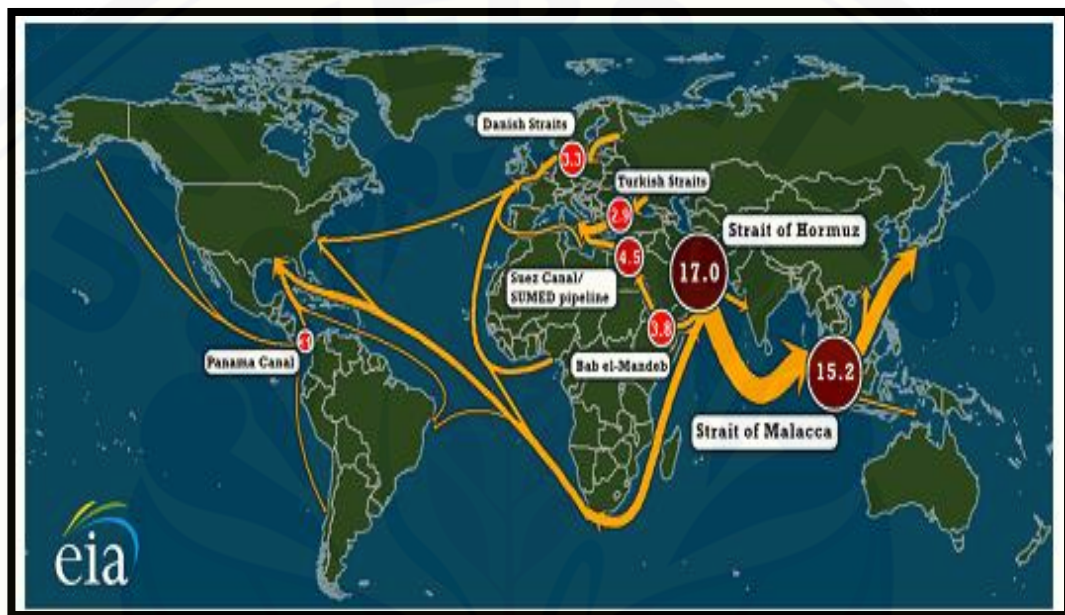 Danish Straits
3.3
Turkish Straits
2.9
Strait of Hormuz
17.0
4.5
Suez Canal/
SUMED pipeline
3.8
Bab el-Mandeb
Panama Canal
15.2
Strait of Malacca
eia